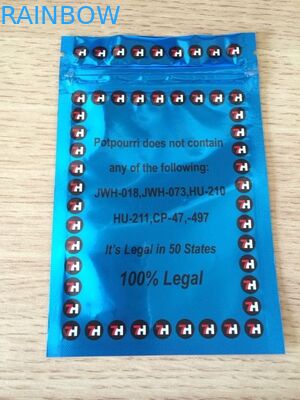 RAINBOW
Potpourri does not contain
any of the following:
JWH-018,JWH-073,HU-210
HU-211,CP-47,-497
It's Legal in 50 States
100% Legal